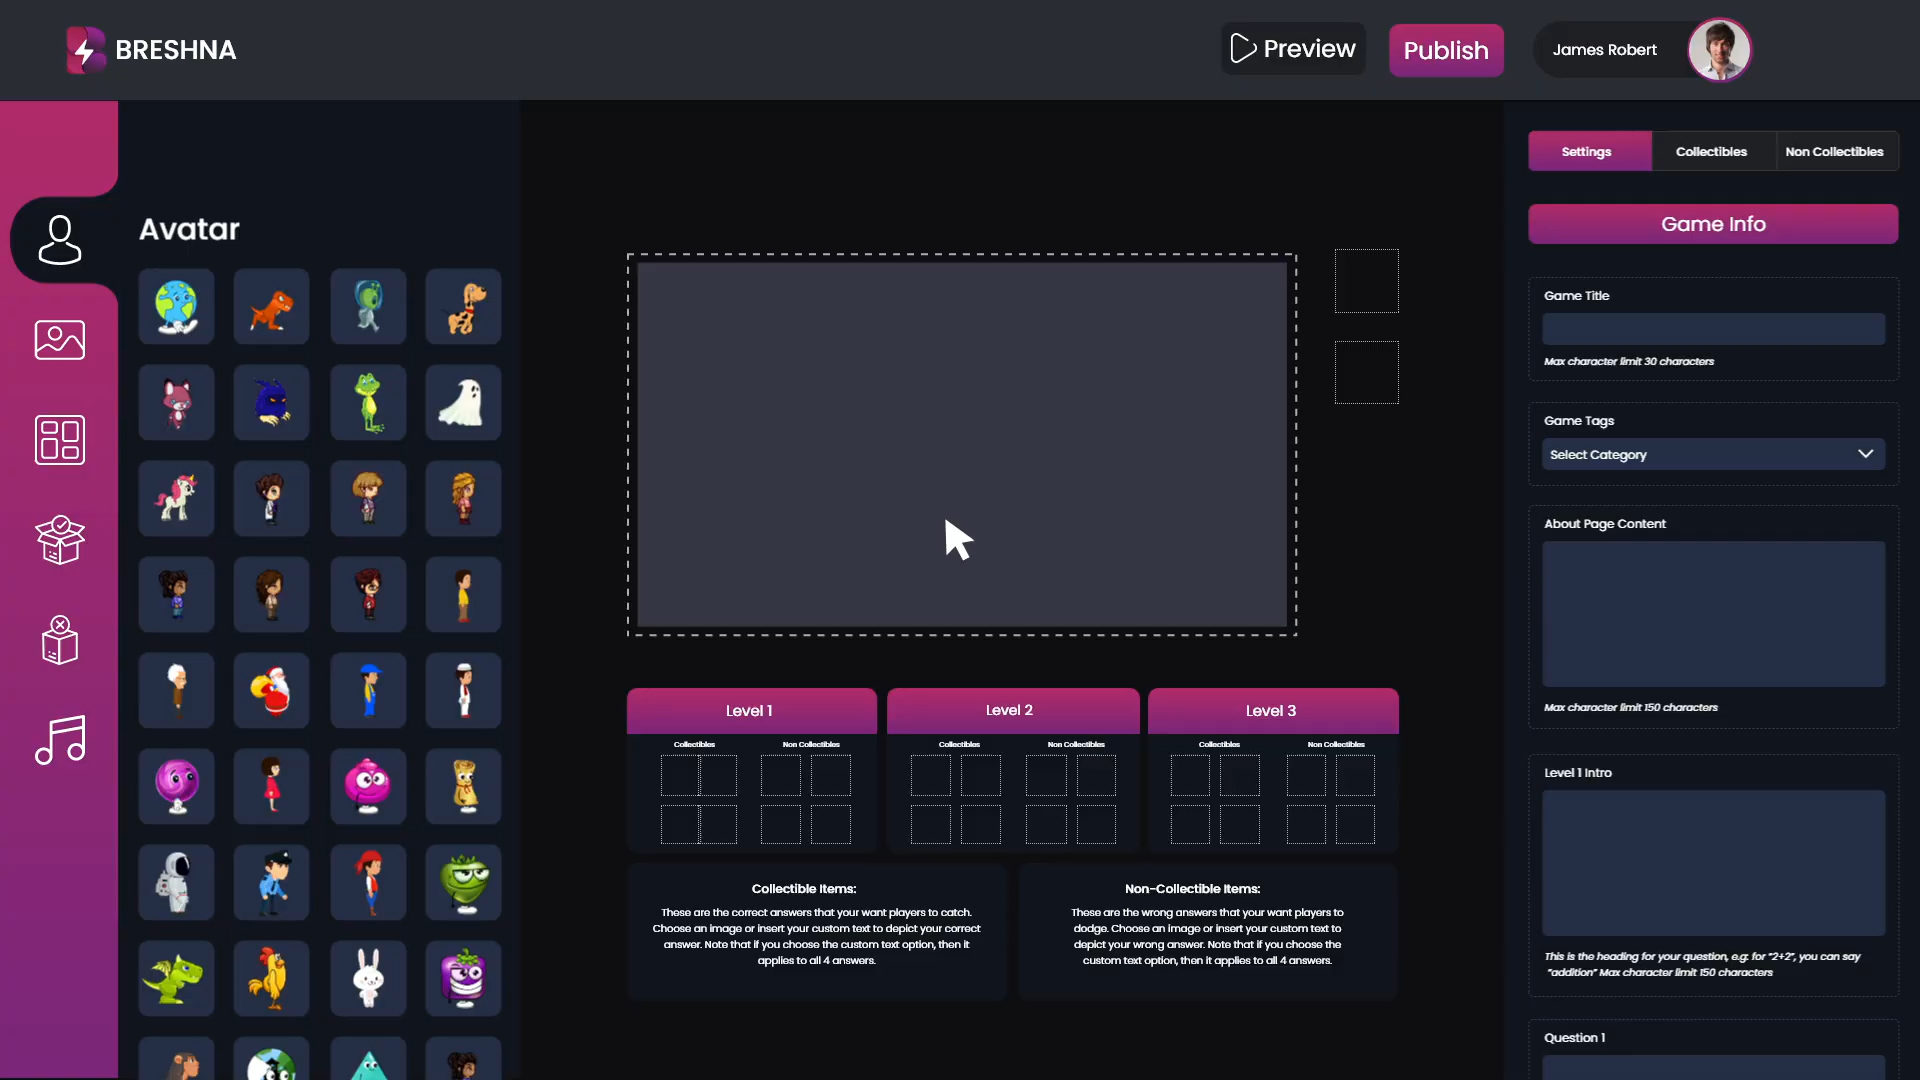 BRESHNA
Preview
Publish
James Robert
Avatar
Settings
Collectibles
Non Collectibles
Game Info
Game Title
Max character limit 30 characters
Game Tags
Select Category
About Page Content
Max character limit 150 characters
Level 1 Intro
This is the heading for your question, e.g: for "2+2", you can say
"addition" Max character limit 150 characters
Question 1
Level 1
Collectibles
Non Collectibles
Level 2
Collectibles
Non Collectibles
Level 3
Collectibles
Non Collectibles
Collectible Items:
These are the correct answers that your want players to catch.
Choose an image or insert your custom text to depict your correct
answer. Note that if you choose the custom text option, then it
applies to all 4 answers.
Non-Collectible Items:
These are the wrong answers that your want players to
dodge. Choose an image or insert your custom text to
depict your wrong answer. Note that if you choose the
custom text option, then it applies to all 4 answers.